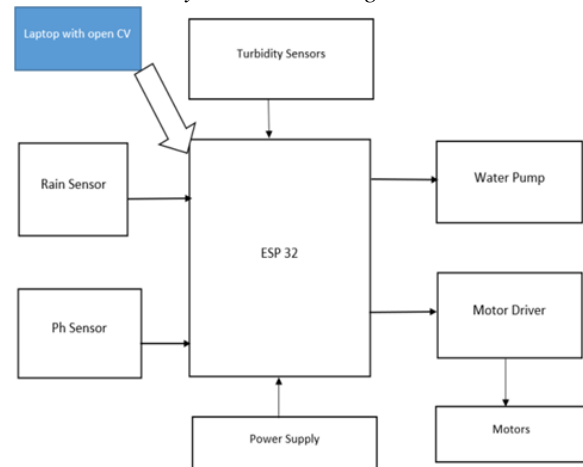 Laptop with open CV
Turbidity Sensors
Rain Sensor
Water Pump
ESP 32
Ph Sensor
Motor Driver
Power Supply
Motors